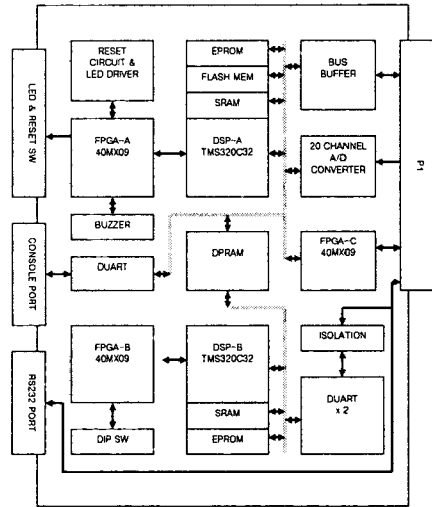 RESET
CIRCUIT &
LED DRIVER
EPROM
FLASH MEM
SRAM
DSP-A
TMS320C32
BUS
BUFFER
LED & RESET SW
FPGA-A
40MX09
20 CHANNEL
A/D
CONVERTER
P1
BUZZER
CONSOLE PORT
DUART
DPRAM
FPGA-C
40MX09
RS232 PORT
FPGA-B
40MX09
DSP-B
TMS320C32
ISOLATION
DUART
x 2
SRAM
DIP SW
EPROM